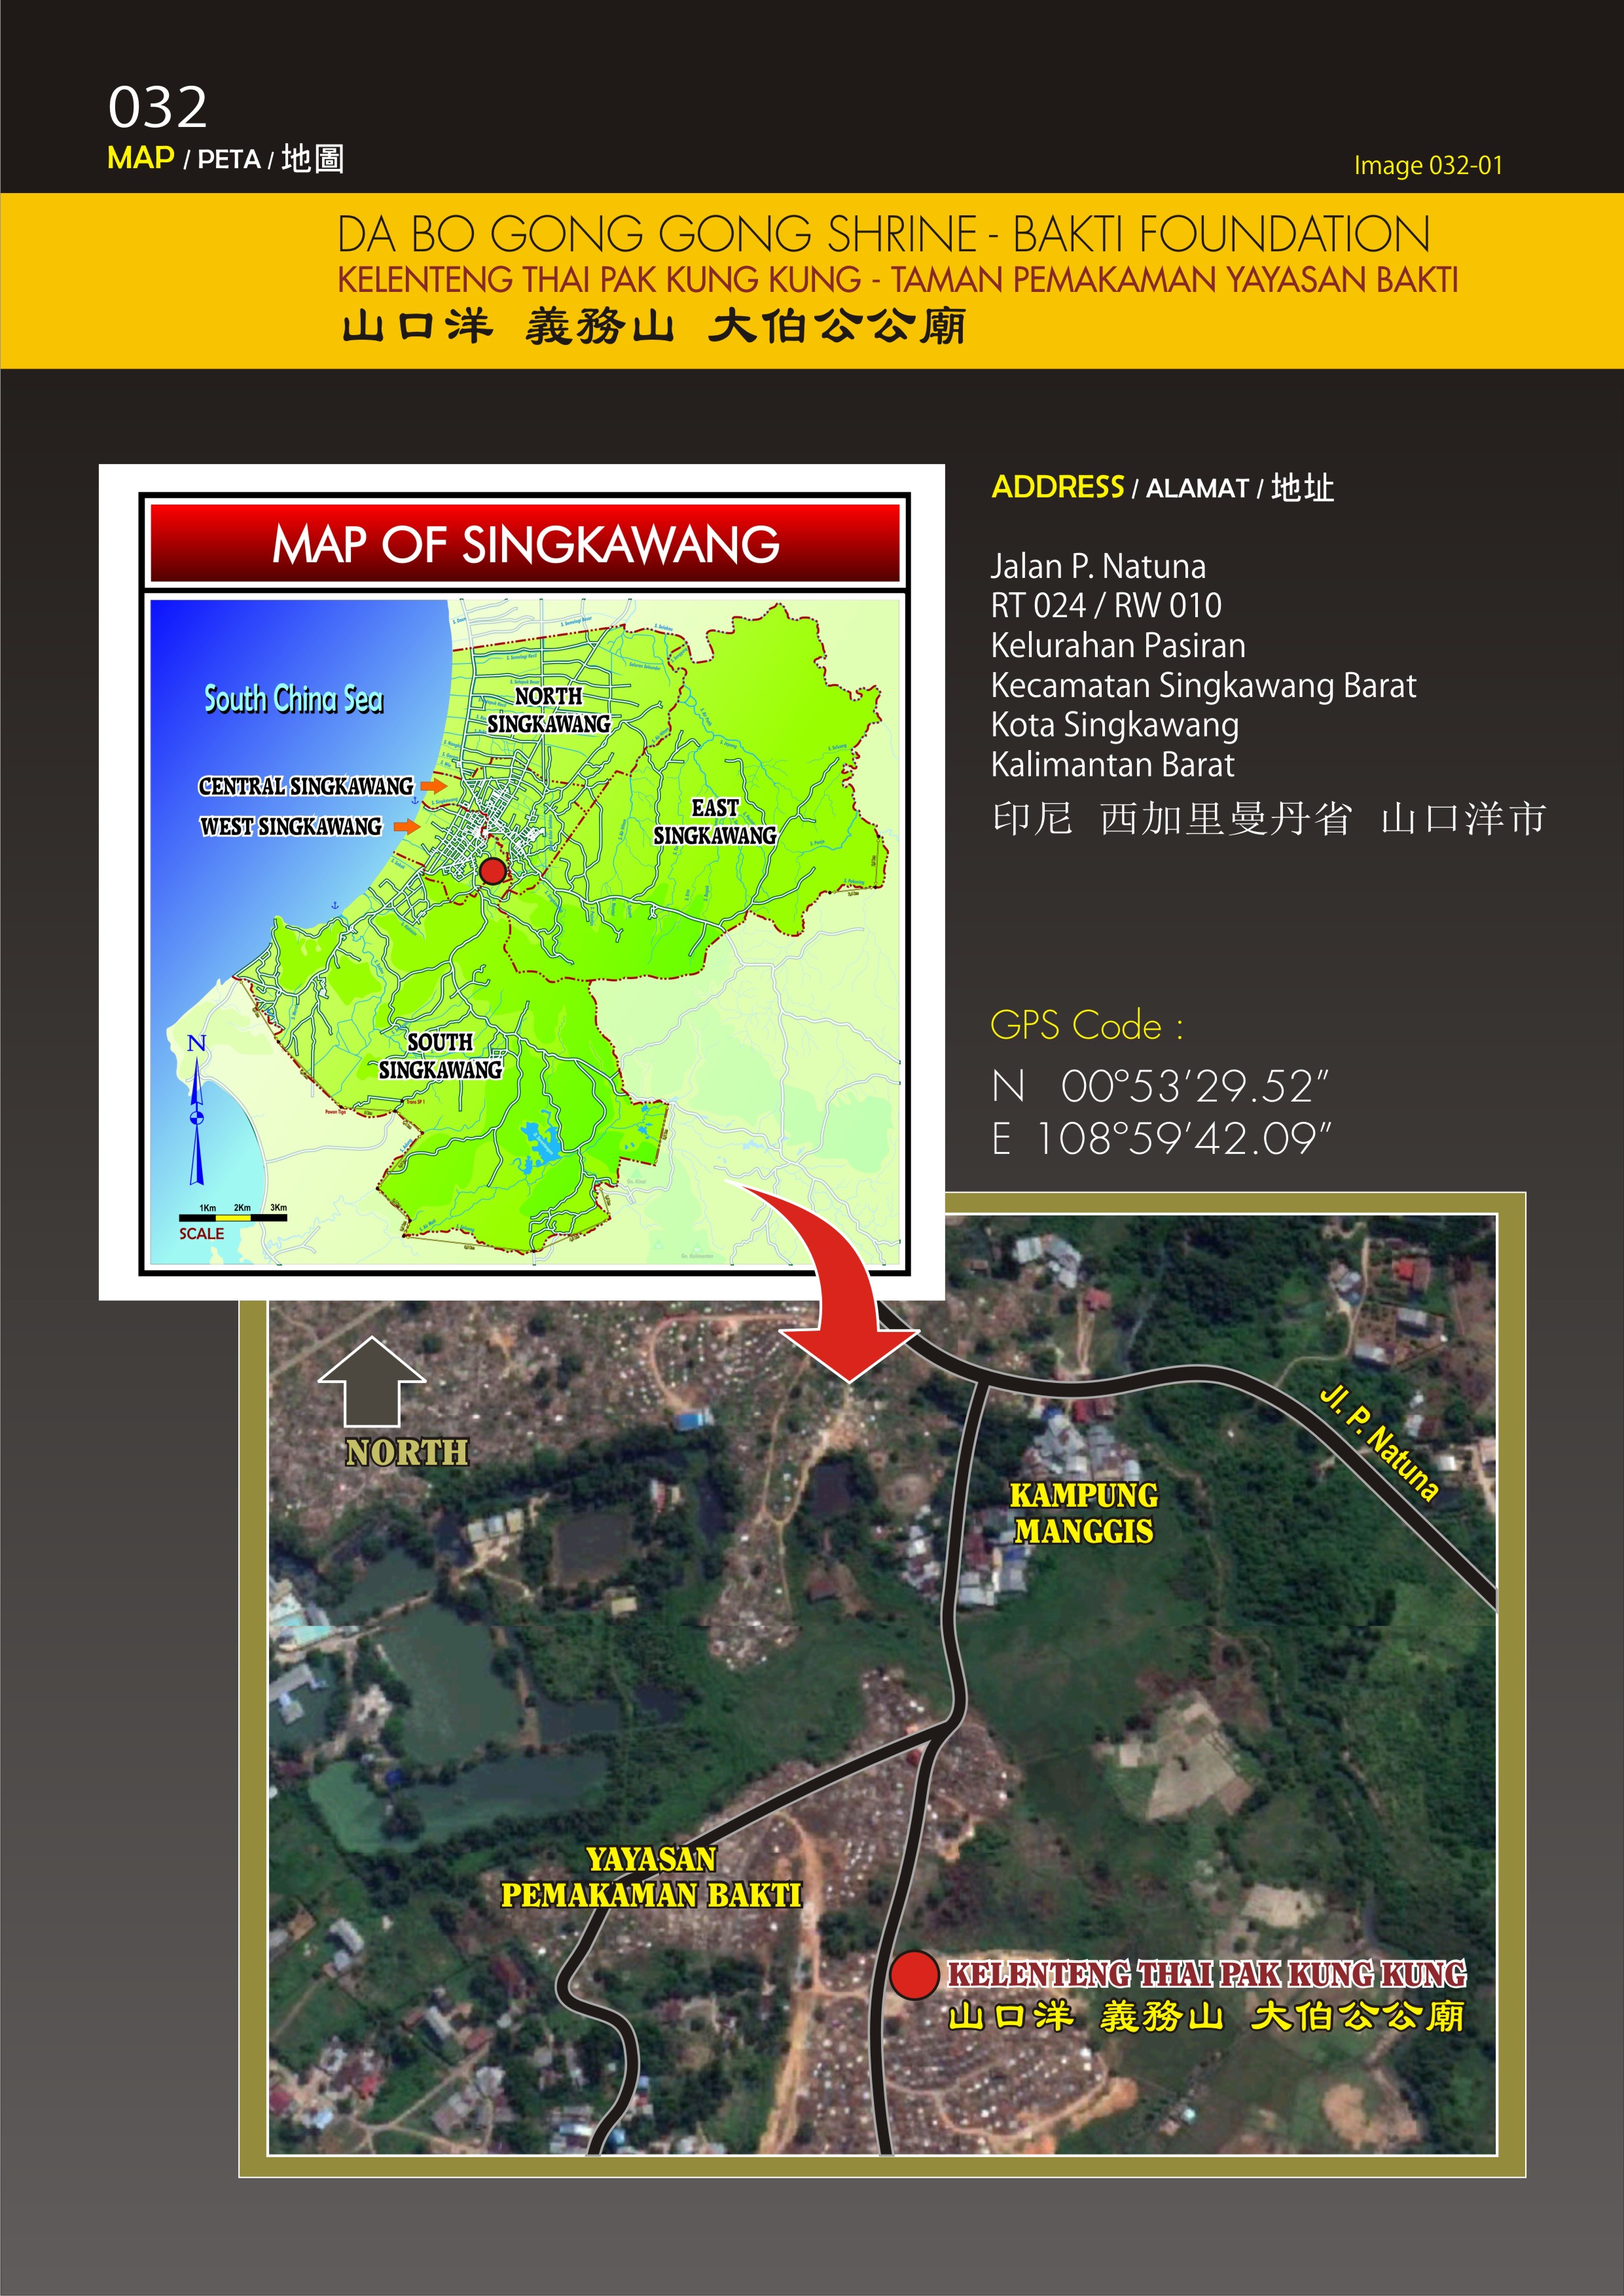 032
MAP / PETA / 地圖
Image 032-01
DA BO GONG GONG SHRINE - BAKTI FOUNDATION
KELENTENG THAI PAK KUNG KUNG - TAMAN PEMAKAMAN YAYASAN BAKTI
山口洋 義務山 大伯公公廟
MAP OF SINGKAWANG
South China Sea
NORTH
SINGKAWANG
CENTRAL SINGKAWANG
WEST SINGKAWANG
EAST
SINGKAWANG
SOUTH
SINGKAWANG
N
1Km 2Km 3Km
SCALE
ADDRESS / ALAMAT / 地址
Jalan P. Natuna
RT 024 / RW 010
Kelurahan Pasiran
Kecamatan Singkawang Barat
Kota Singkawang
Kalimantan Barat
印尼 西加里曼丹省 山口洋市
GPS Code :
N 00°53’29.52”
E 108°59’42.09”
NORTH
Jl. P. Natuna
KAMPUNG
MANGGIS
YAYASAN
PEMAKAMAN BAKTI
KELENTENG THAI PAK KUNG KUNG
山口洋 義務山 大伯公公廟